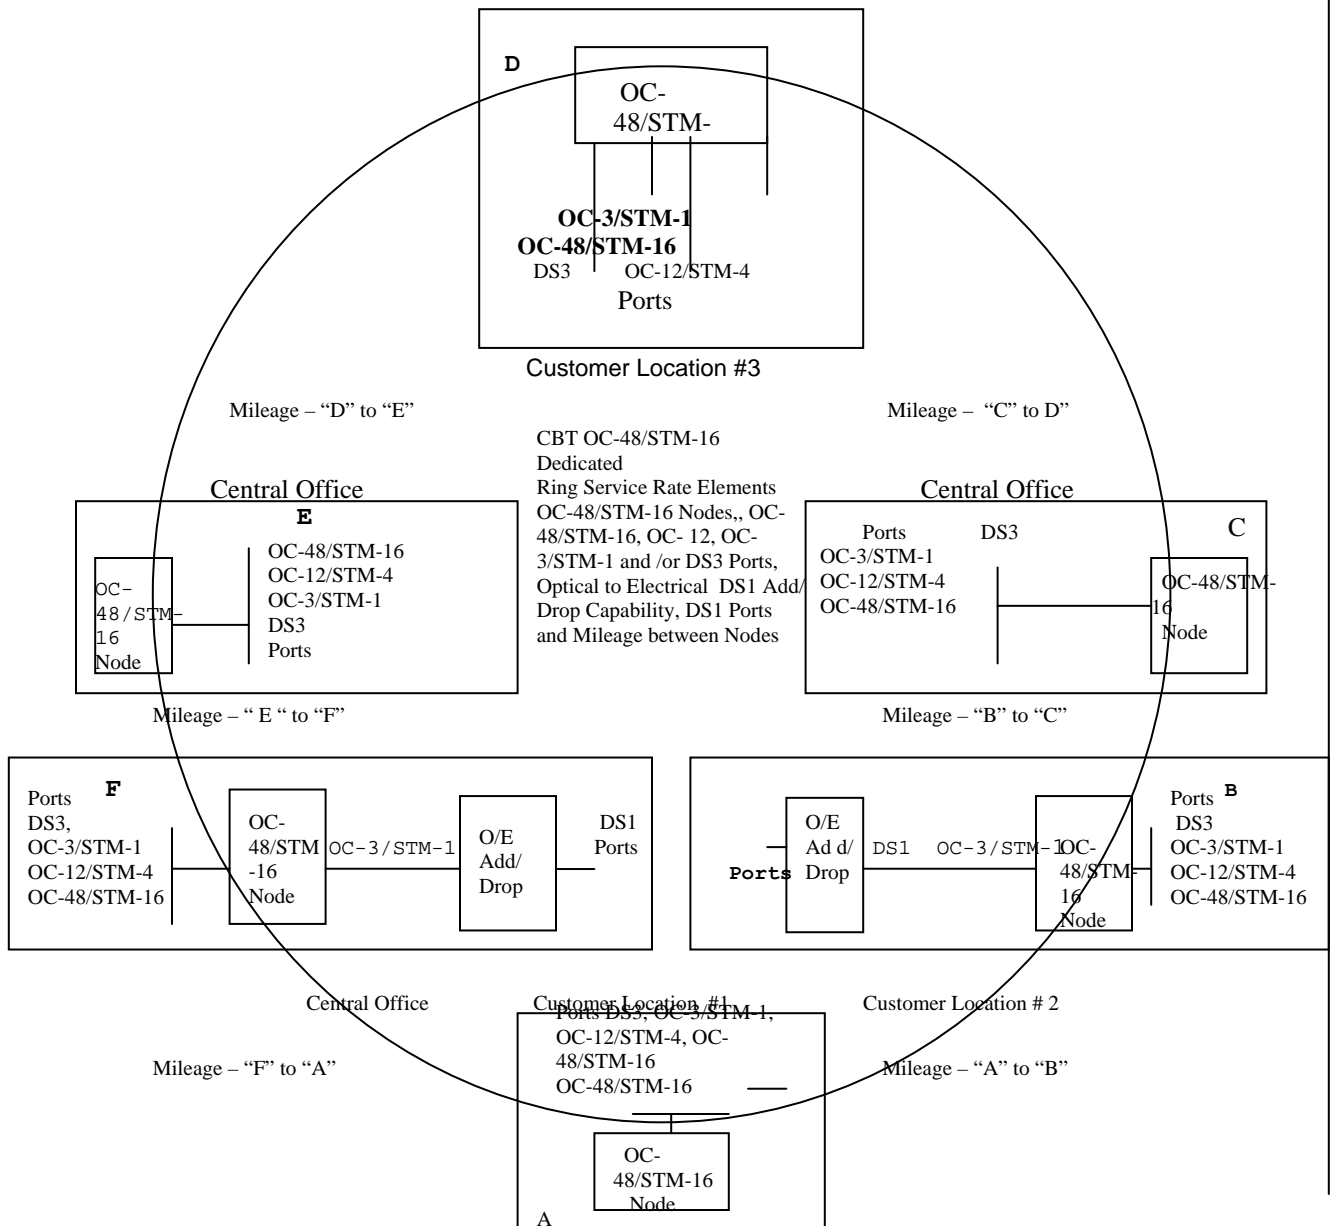 D
OC-
48/STM-
OC-3/STM-1
OC-48/STM-16
DS3 OC-12/STM-4
Ports
Customer Location #3
Mileage – “D” to “E”
Mileage – “C” to D”
CBT OC-48/STM-16
Dedicated
Ring Service Rate Elements
OC-48/STM-16 Nodes,, OC-
48/STM-16, OC- 12, OC-
3/STM-1 and /or DS3 Ports,
Optical to Electrical DS1 Add/
Drop Capability, DS1 Ports
and Mileage between Nodes
Central Office
E
OC-
48/STM-
16
Node
OC-48/STM-16
OC-12/STM-4
OC-3/STM-1
DS3
Ports
Central Office
C
Ports DS3
OC-3/STM-1
OC-12/STM-4
OC-48/STM-16
OC-48/STM-
16
Node
Mileage – “ E “ to “F”
Mileage – “B” to “C”
Ports
F
DS3,
OC-3/STM-1
OC-12/STM-4
OC-48/STM-16
OC-
48/STM
-16
Node
OC-3/STM-1
O/E
Add/
Drop
DS1
Ports
Ports
O/E
Ad d/
Drop
DS1 OC-3/STM-1
OC-
48/STM-
16
Node
Ports B
DS3
OC-3/STM-1
OC-12/STM-4
OC-48/STM-16
Central Office
Customer Location #1
Customer Location # 2
Ports DS3, OC-3/STM-1,
OC-12/STM-4, OC-
48/STM-16
OC-48/STM-16
Mileage – “F” to “A”
Mileage – “A” to “B”
OC-
48/STM-16
Node
A